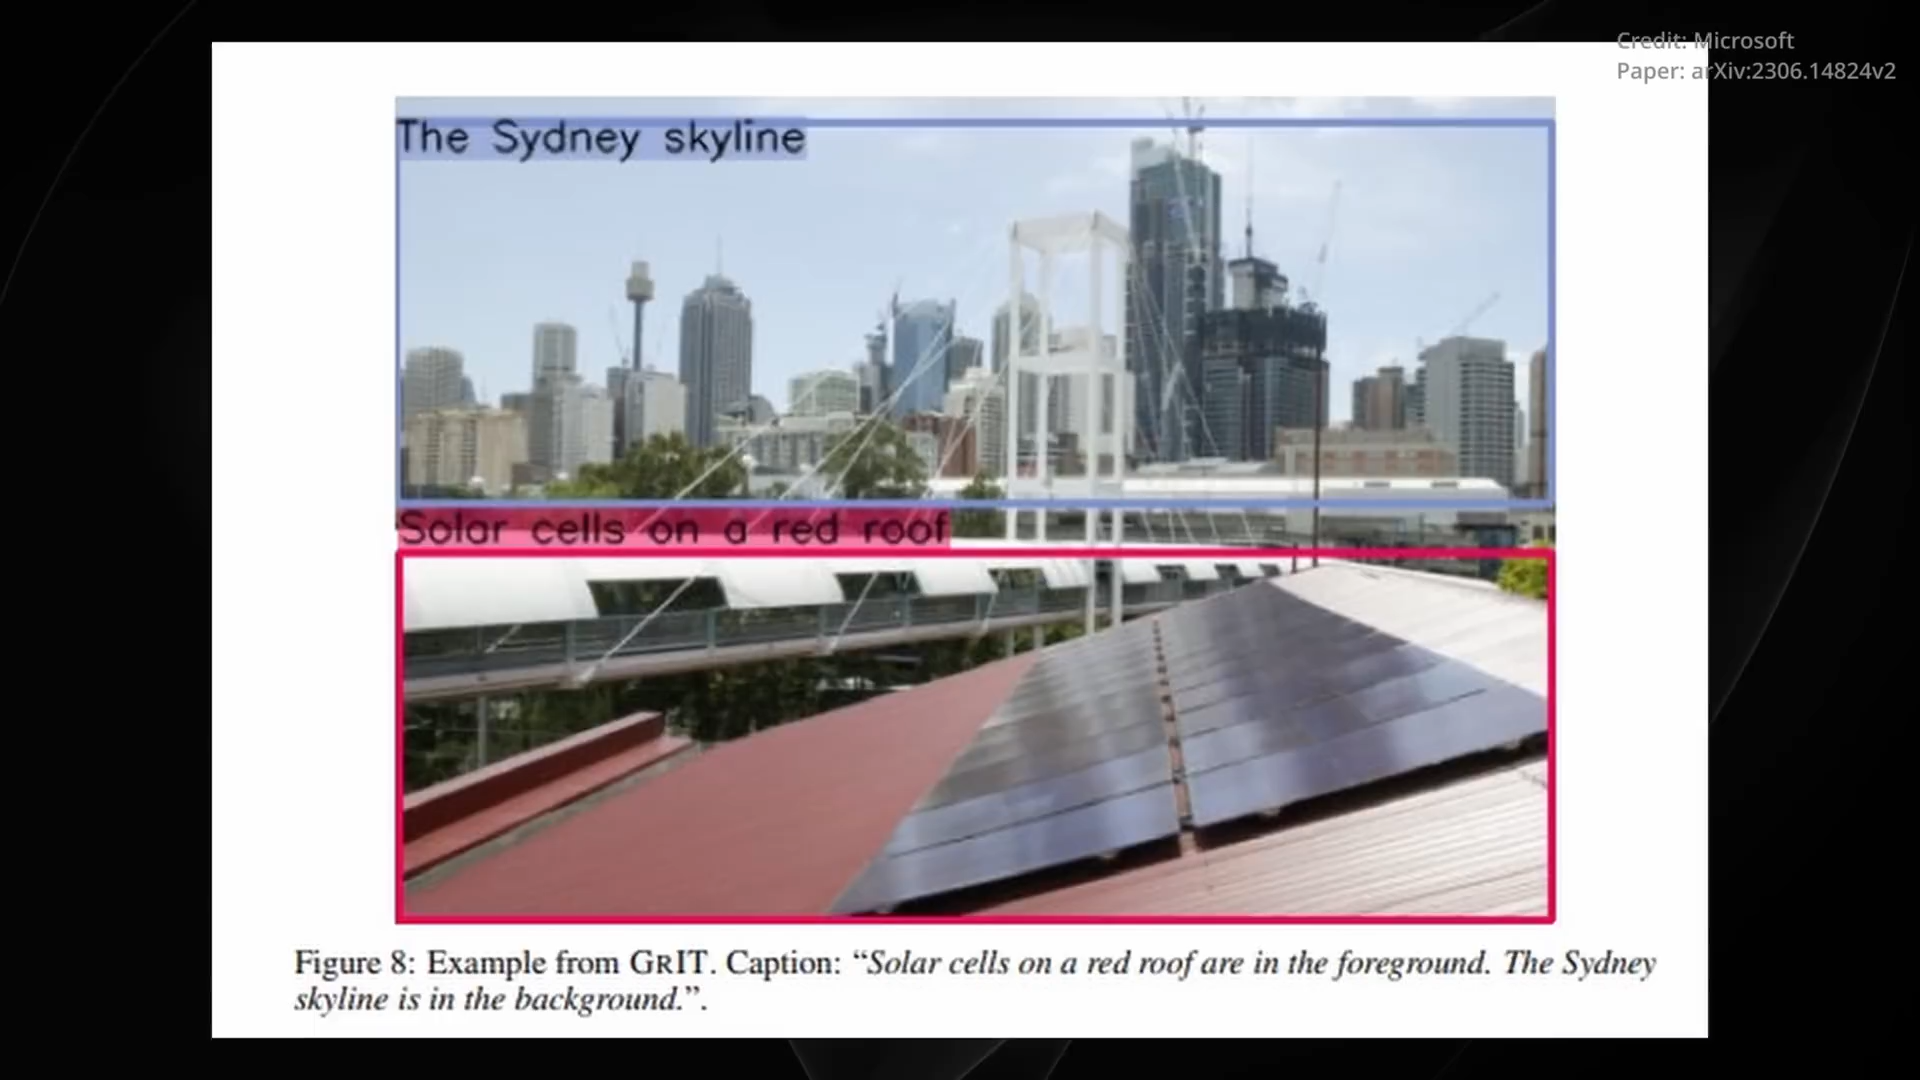 Credit: Microsoft
Paper: arXiv:2306.14824v2
The Sydney skyline
Solar cells on a red roof
Figure 8: Example from GRIT. Caption: “Solar cells on a red roof are in the foreground. The Sydney
skyline is in the background.”.